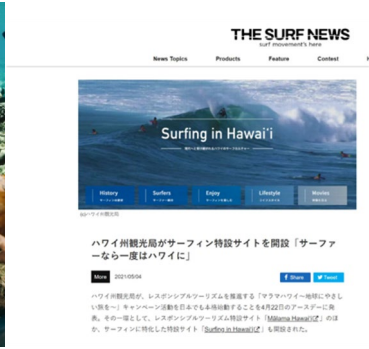 THE SURF NEWS
surf movement's here
News Topics Products Feature Contest
Surfing in Hawai'i
History Surfers Enjoy Lifestyle Movies
ハワイ州観光局がサーフィン特設サイトを開設「サーファ
ーなら一度はハワイに」
More 2021/05/04 Share Tweet
ハワイ州観光局が、レスポンシブルツーリズムを推進する「マラマハワイ〜地球にやさし
い旅を〜」キャンペーン活動を日本でも本格始動することを4月22日のアースデーに発
表。その一環として、レスポンシブルツーリズム特設サイト「Mālama Hawaiʻi」のほ
か、サーフィンに特化した特設サイト「Surfing in Hawaiʻi」も開設された。